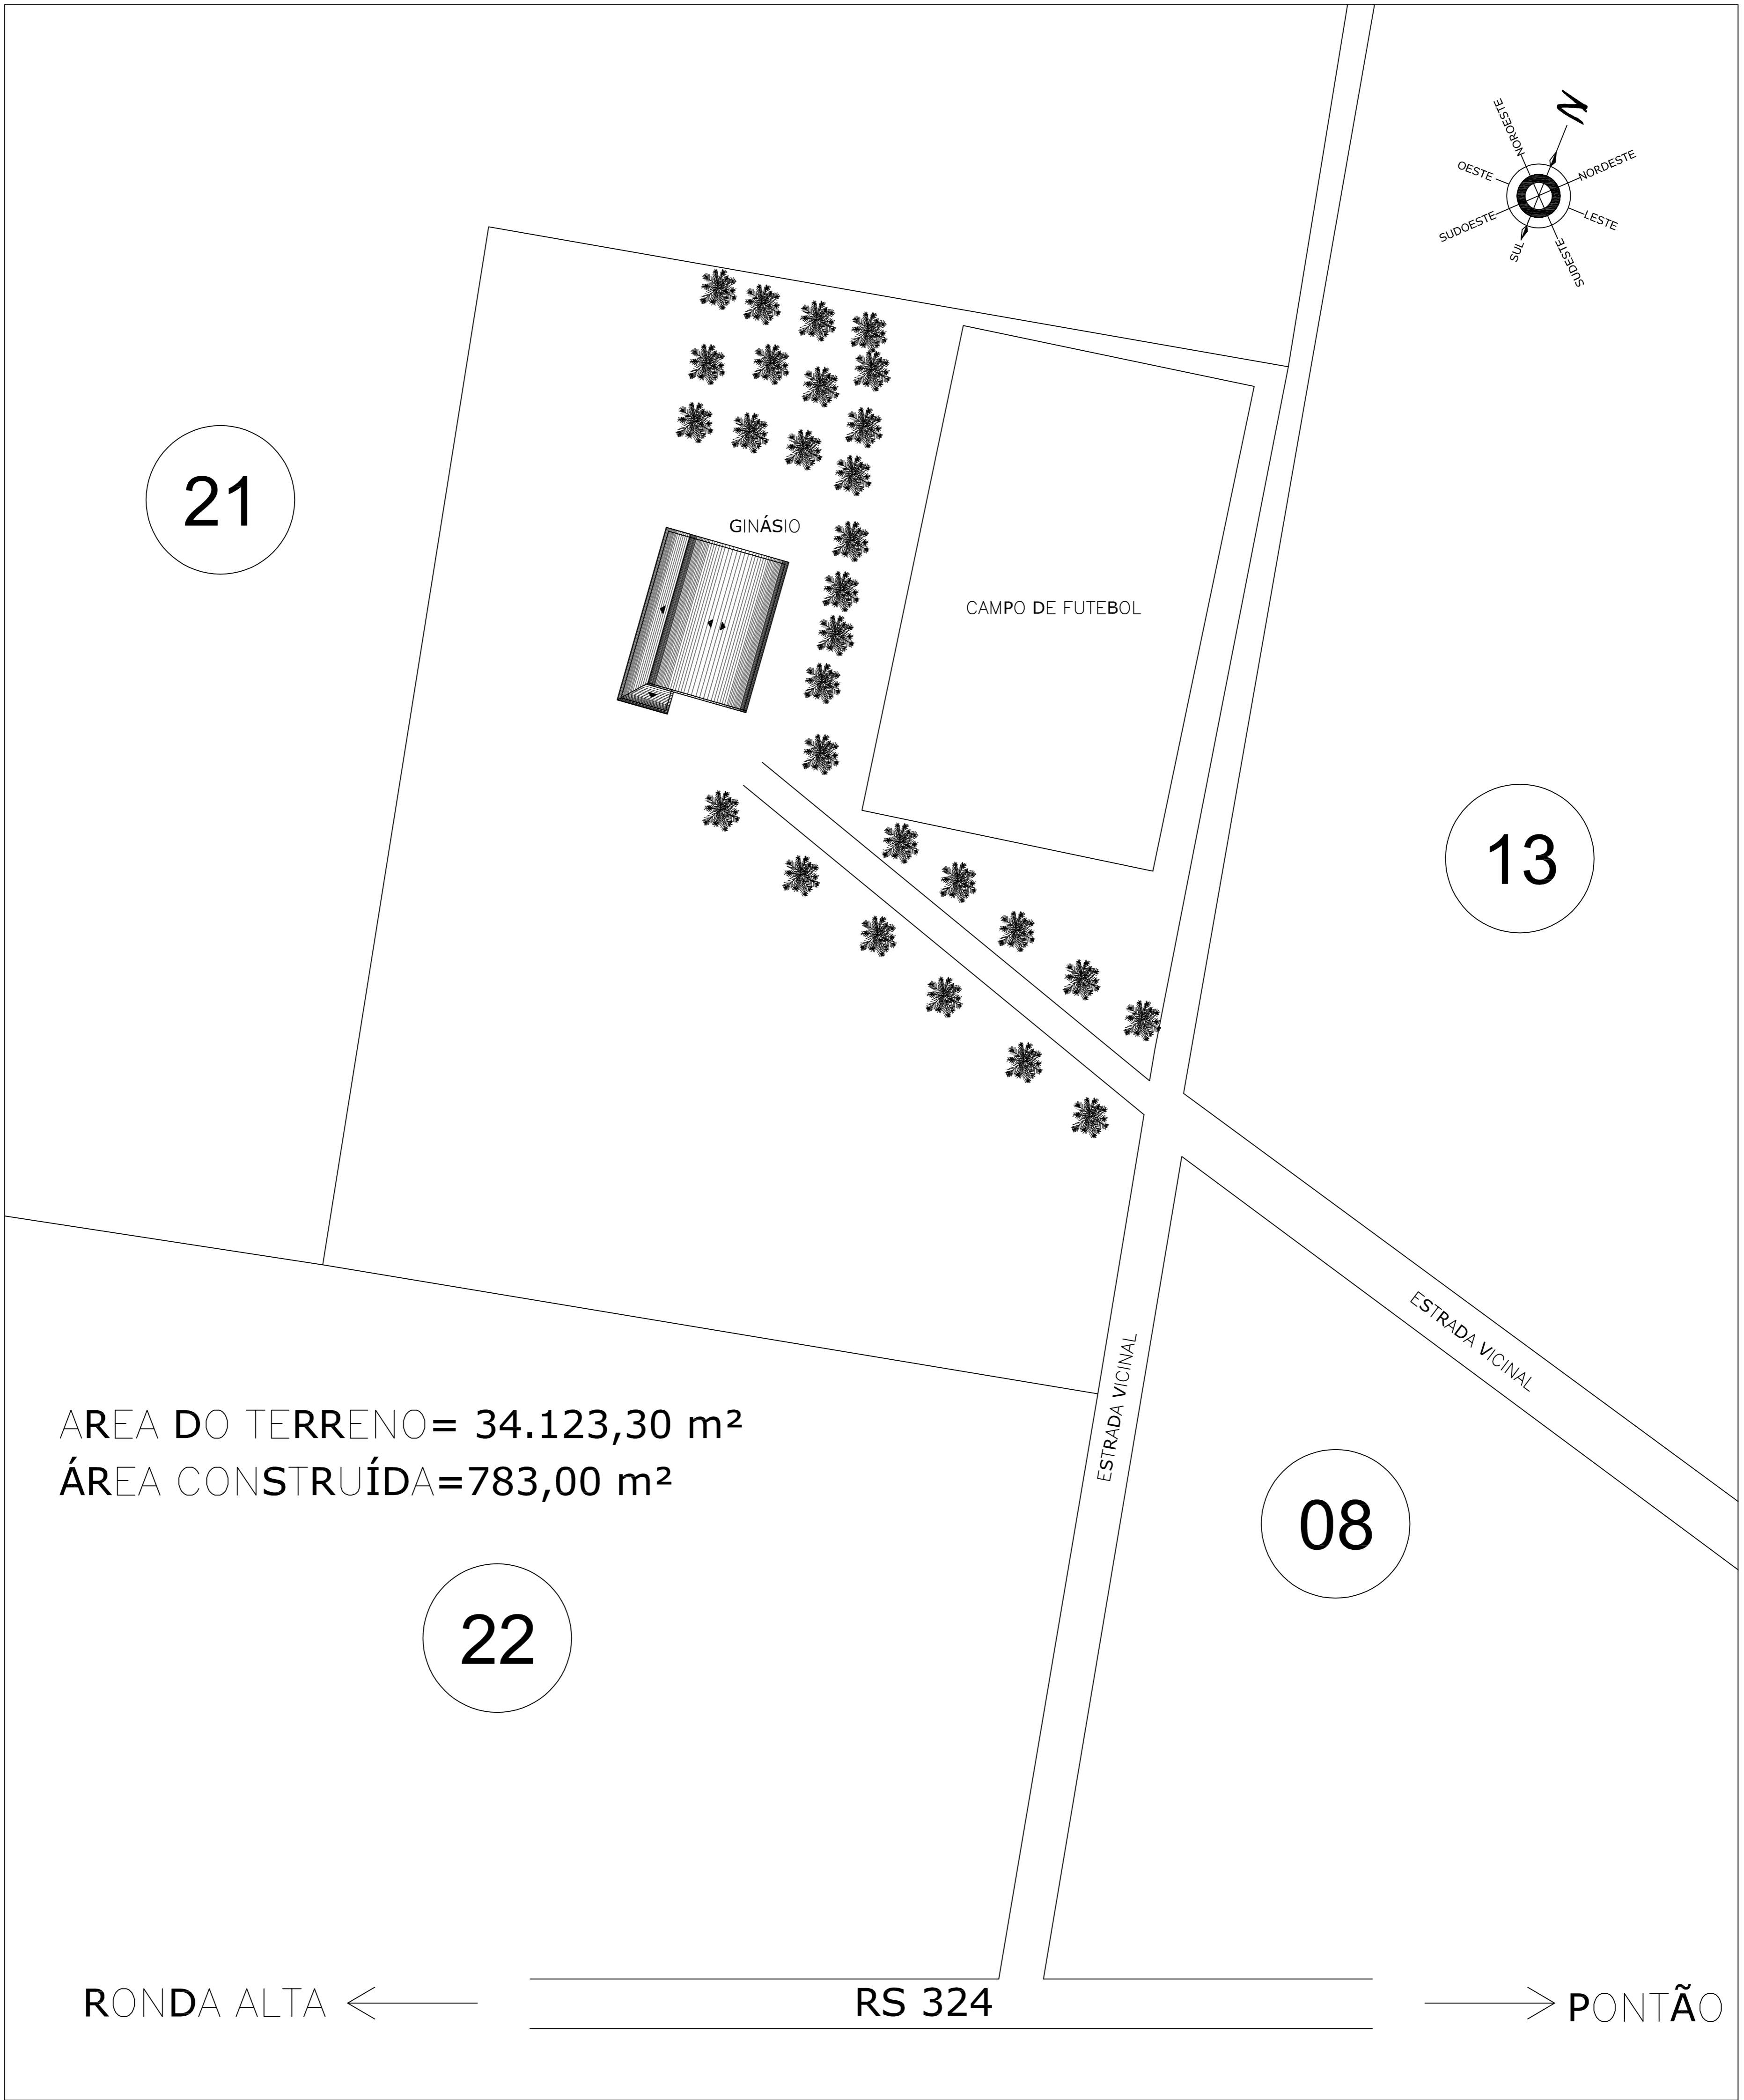 N
NOROESTE
NORDESTE
OESTE
LESTE
SUDOESTE
SUL
SUDESTE
21
GINÁSIO
CAMPO DE FUTEBOL
13
ESTRADA VICINAL
ESTRADA VICINAL
AREA DO TERRENO= 34.123,30 m²
ÁREA CONSTRUÍDA=783,00 m²
08
22
RONDA ALTA
RS 324
PONTÃO